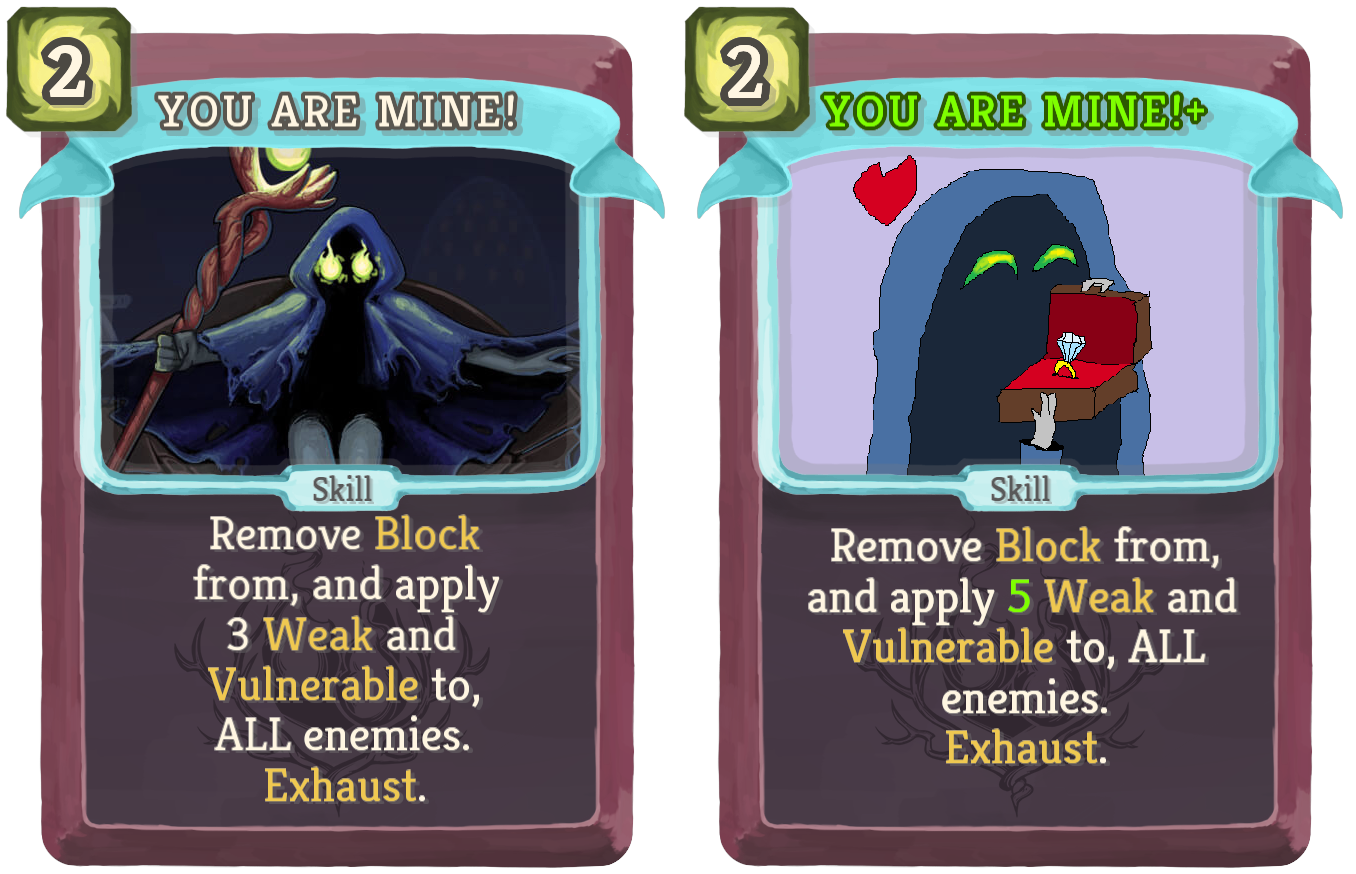 2
YOU ARE MINE!
Skill
Remove Block
from, and apply
3 Weak and
Vulnerable to,
ALL enemies.
Exhaust.
2
YOU ARE MINE!+
Skill
Remove Block from,
and apply 5 Weak and
Vulnerable to, ALL
enemies.
Exhaust.